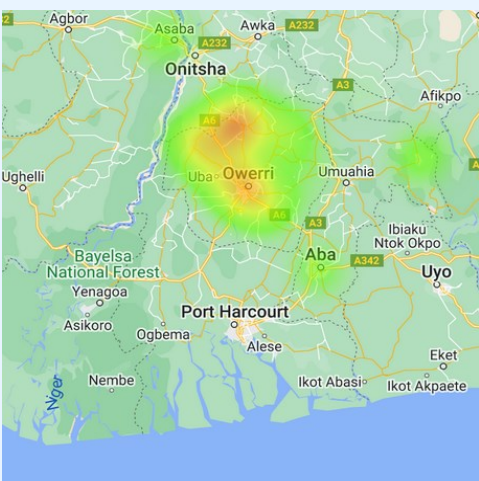 Agbor
32
Asaba
A232
Awka
A232
Onitsha
A3
Afikpo
A6
Ughelli
Uba
Owerri
Umuahia
A
A6
A3
Ibiaku
Ntok Okpo
Aba
A342
Bayelsa
National Forest
Uyo
Yenagoa
Port Harcourt
Asikoro
Ogbema
Alese
Eket
Nembe
Ikot Abasi
Ikot Akpaete
Niger